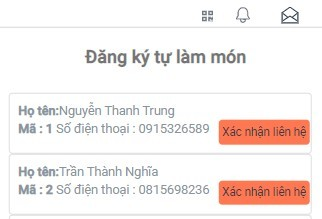 Đăng ký tự làm món
Họ tên:Nguyễn Thanh Trung
Mã : 1 Số điện thoại : 0915326589 Xác nhận liên hệ
Họ tên:Trần Thành Nghĩa
Mã : 2 Số điện thoại : 0815698236 Xác nhận liên hệ